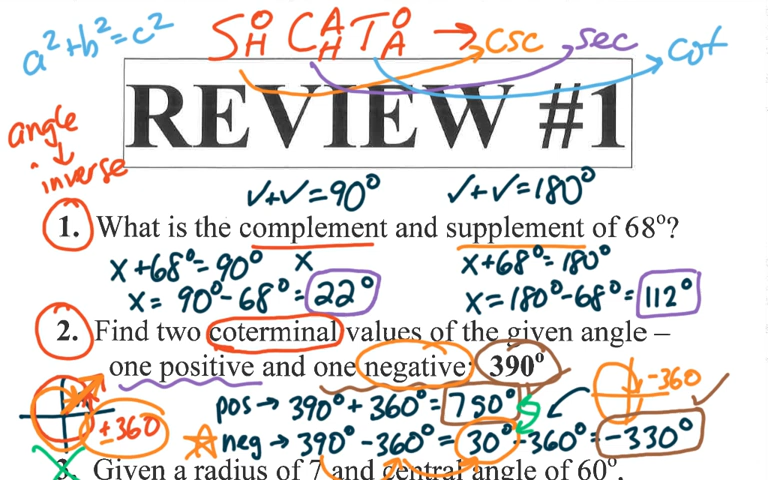 a²+b²=c² SOH CAH TOA → csc, sec, cot
REVIEW #1
angle
↓
inverse
✓+✓=90° ✓+✓=180°
1. What is the complement and supplement of 68°?
x+68°=90° x x+68°=180°
x= 90°-68°= 22° x=180°-68°= 112°
2. Find two coterminal values of the given angle –
one positive and one negative: 390°
±360 pos→ 390°+360°= 750° -360
☆ neg → 390°-360°= 30°-360°= -330°
3. Given a radius of 7 and central angle of 60°,